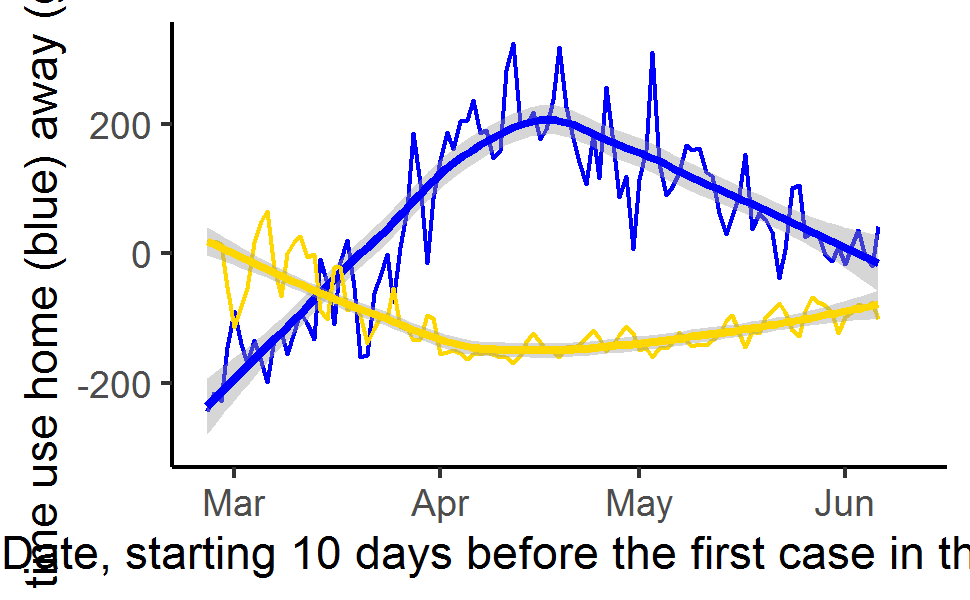 time use home (blue) away (
200
0
-200
Mar Apr May Jun
Date, starting 10 days before the first case in th